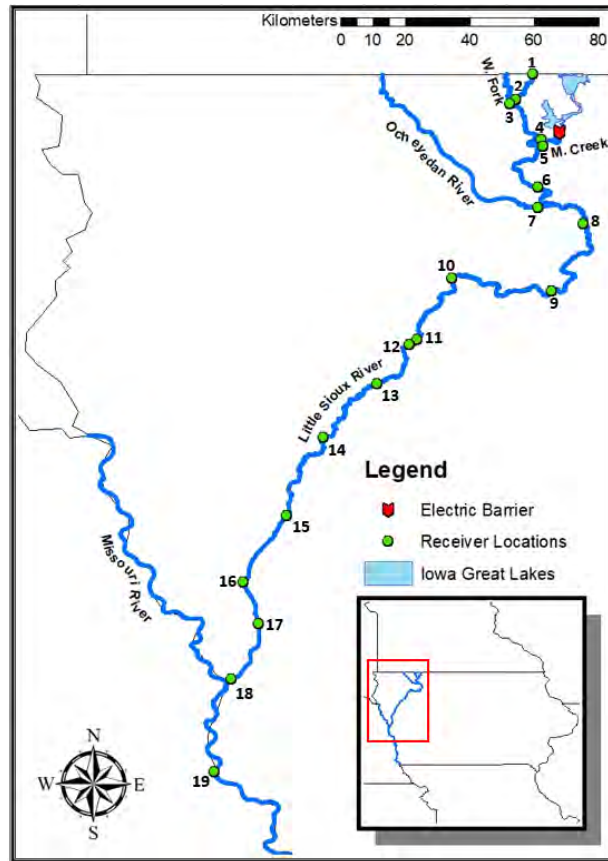 Kilometers
0 10 20 40 60 80
1
W. Fork
2
3
4
M. Creek
5
Ocheyedan River
6
7
8
10
9
11
12
Little Sioux River
13
14
Legend
Electric Barrier
15
Receiver Locations
Iowa Great Lakes
Missouri River
16
17
18
N
W E
S
19